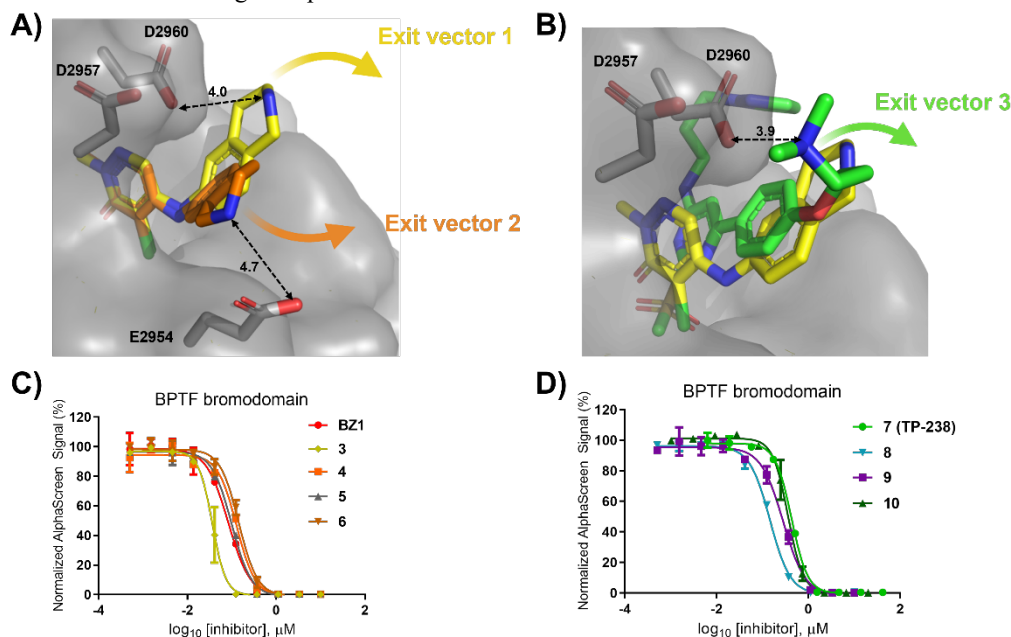 A)
D2960
D2957
4.0
Exit vector 1
Exit vector 2
4.7
E2954
B)
D2960
D2957
3.9
Exit vector 3
C)
BPTF bromodomain
Normalized AlphaScreen Signal (%)
120
100
80
60
40
20
0
-4
-2
0
2
log10 [inhibitor], μM
BZ1
3
4
5
6
D)
BPTF bromodomain
Normalized AlphaScreen Signal (%)
120
100
80
60
40
20
0
-4
-2
0
2
log10 [inhibitor], μM
7 (TP-238)
8
9
10